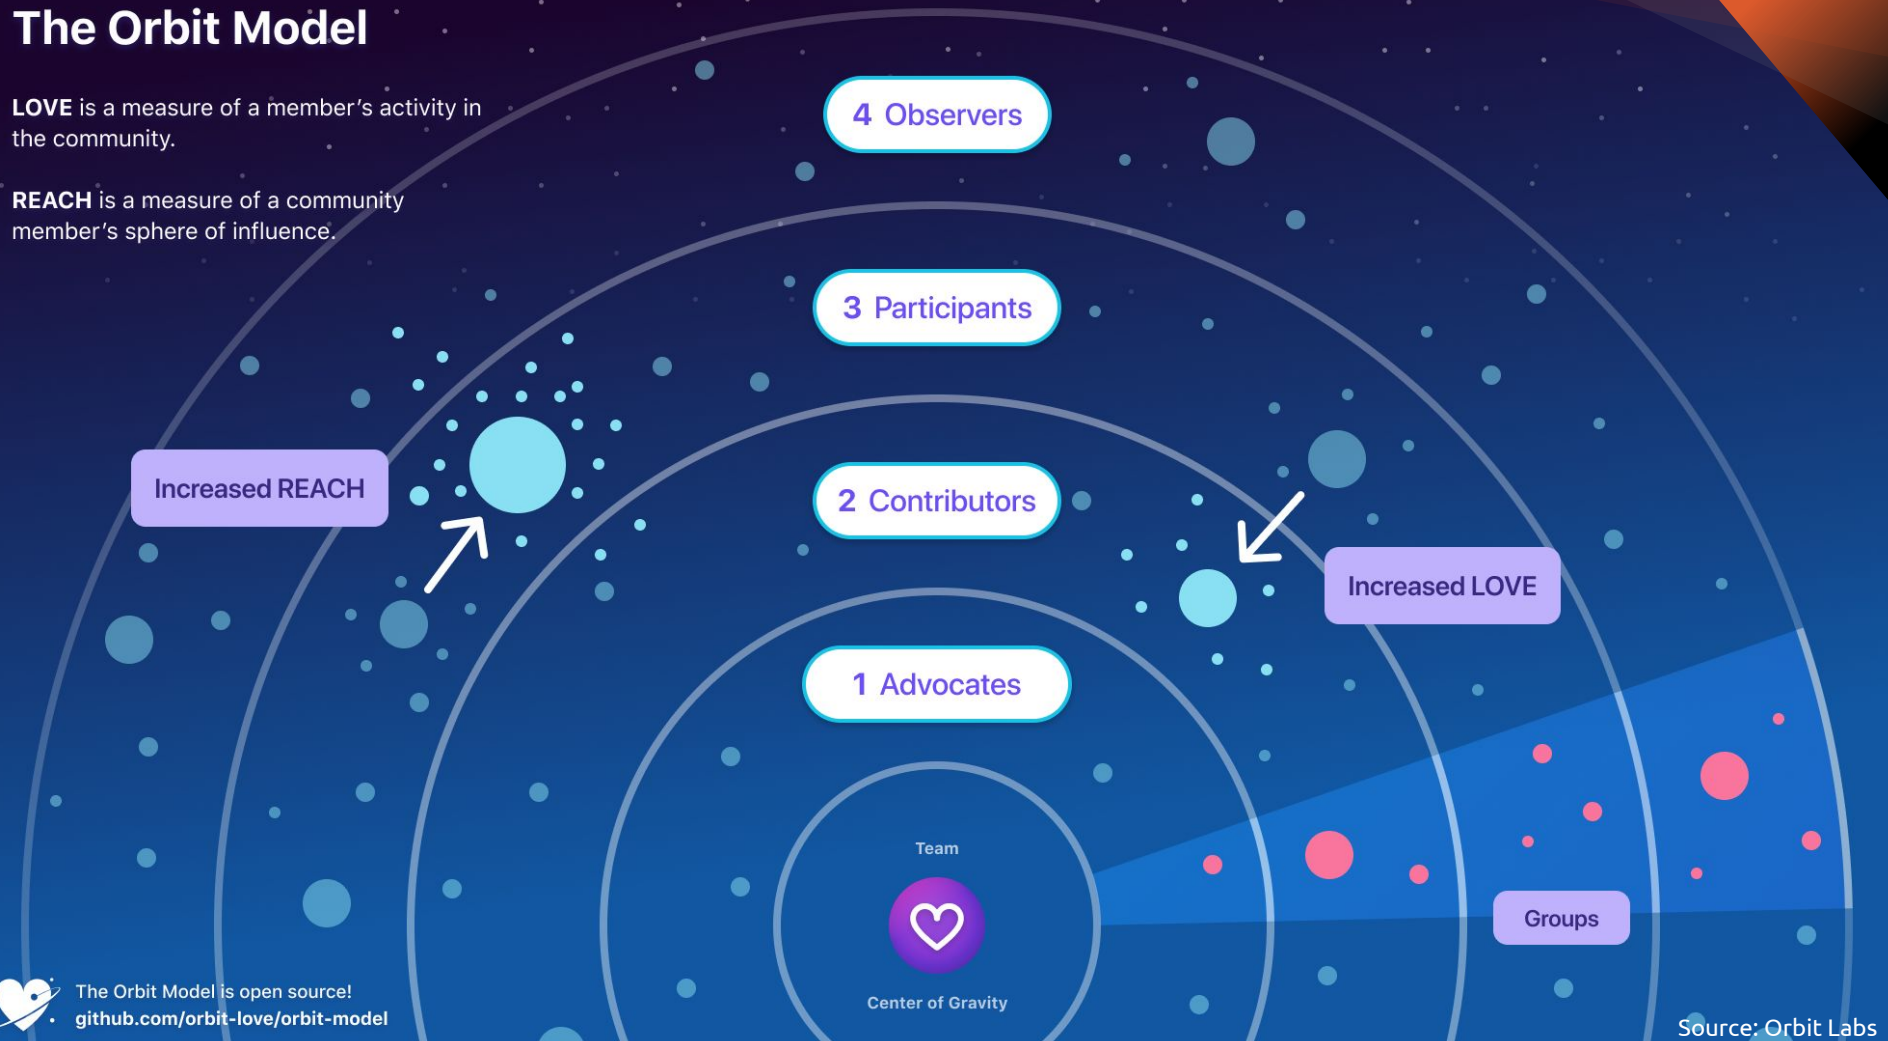 The Orbit Model
LOVE is a measure of a member's activity in
the community.
REACH is a measure of a community
member's sphere of influence.
4 Observers
3 Participants
2 Contributors
1 Advocates
Increased REACH
Increased LOVE
Team
Center of Gravity
Groups
The Orbit Model is open source!
github.com/orbit-love/orbit-model
Source: Orbit Labs